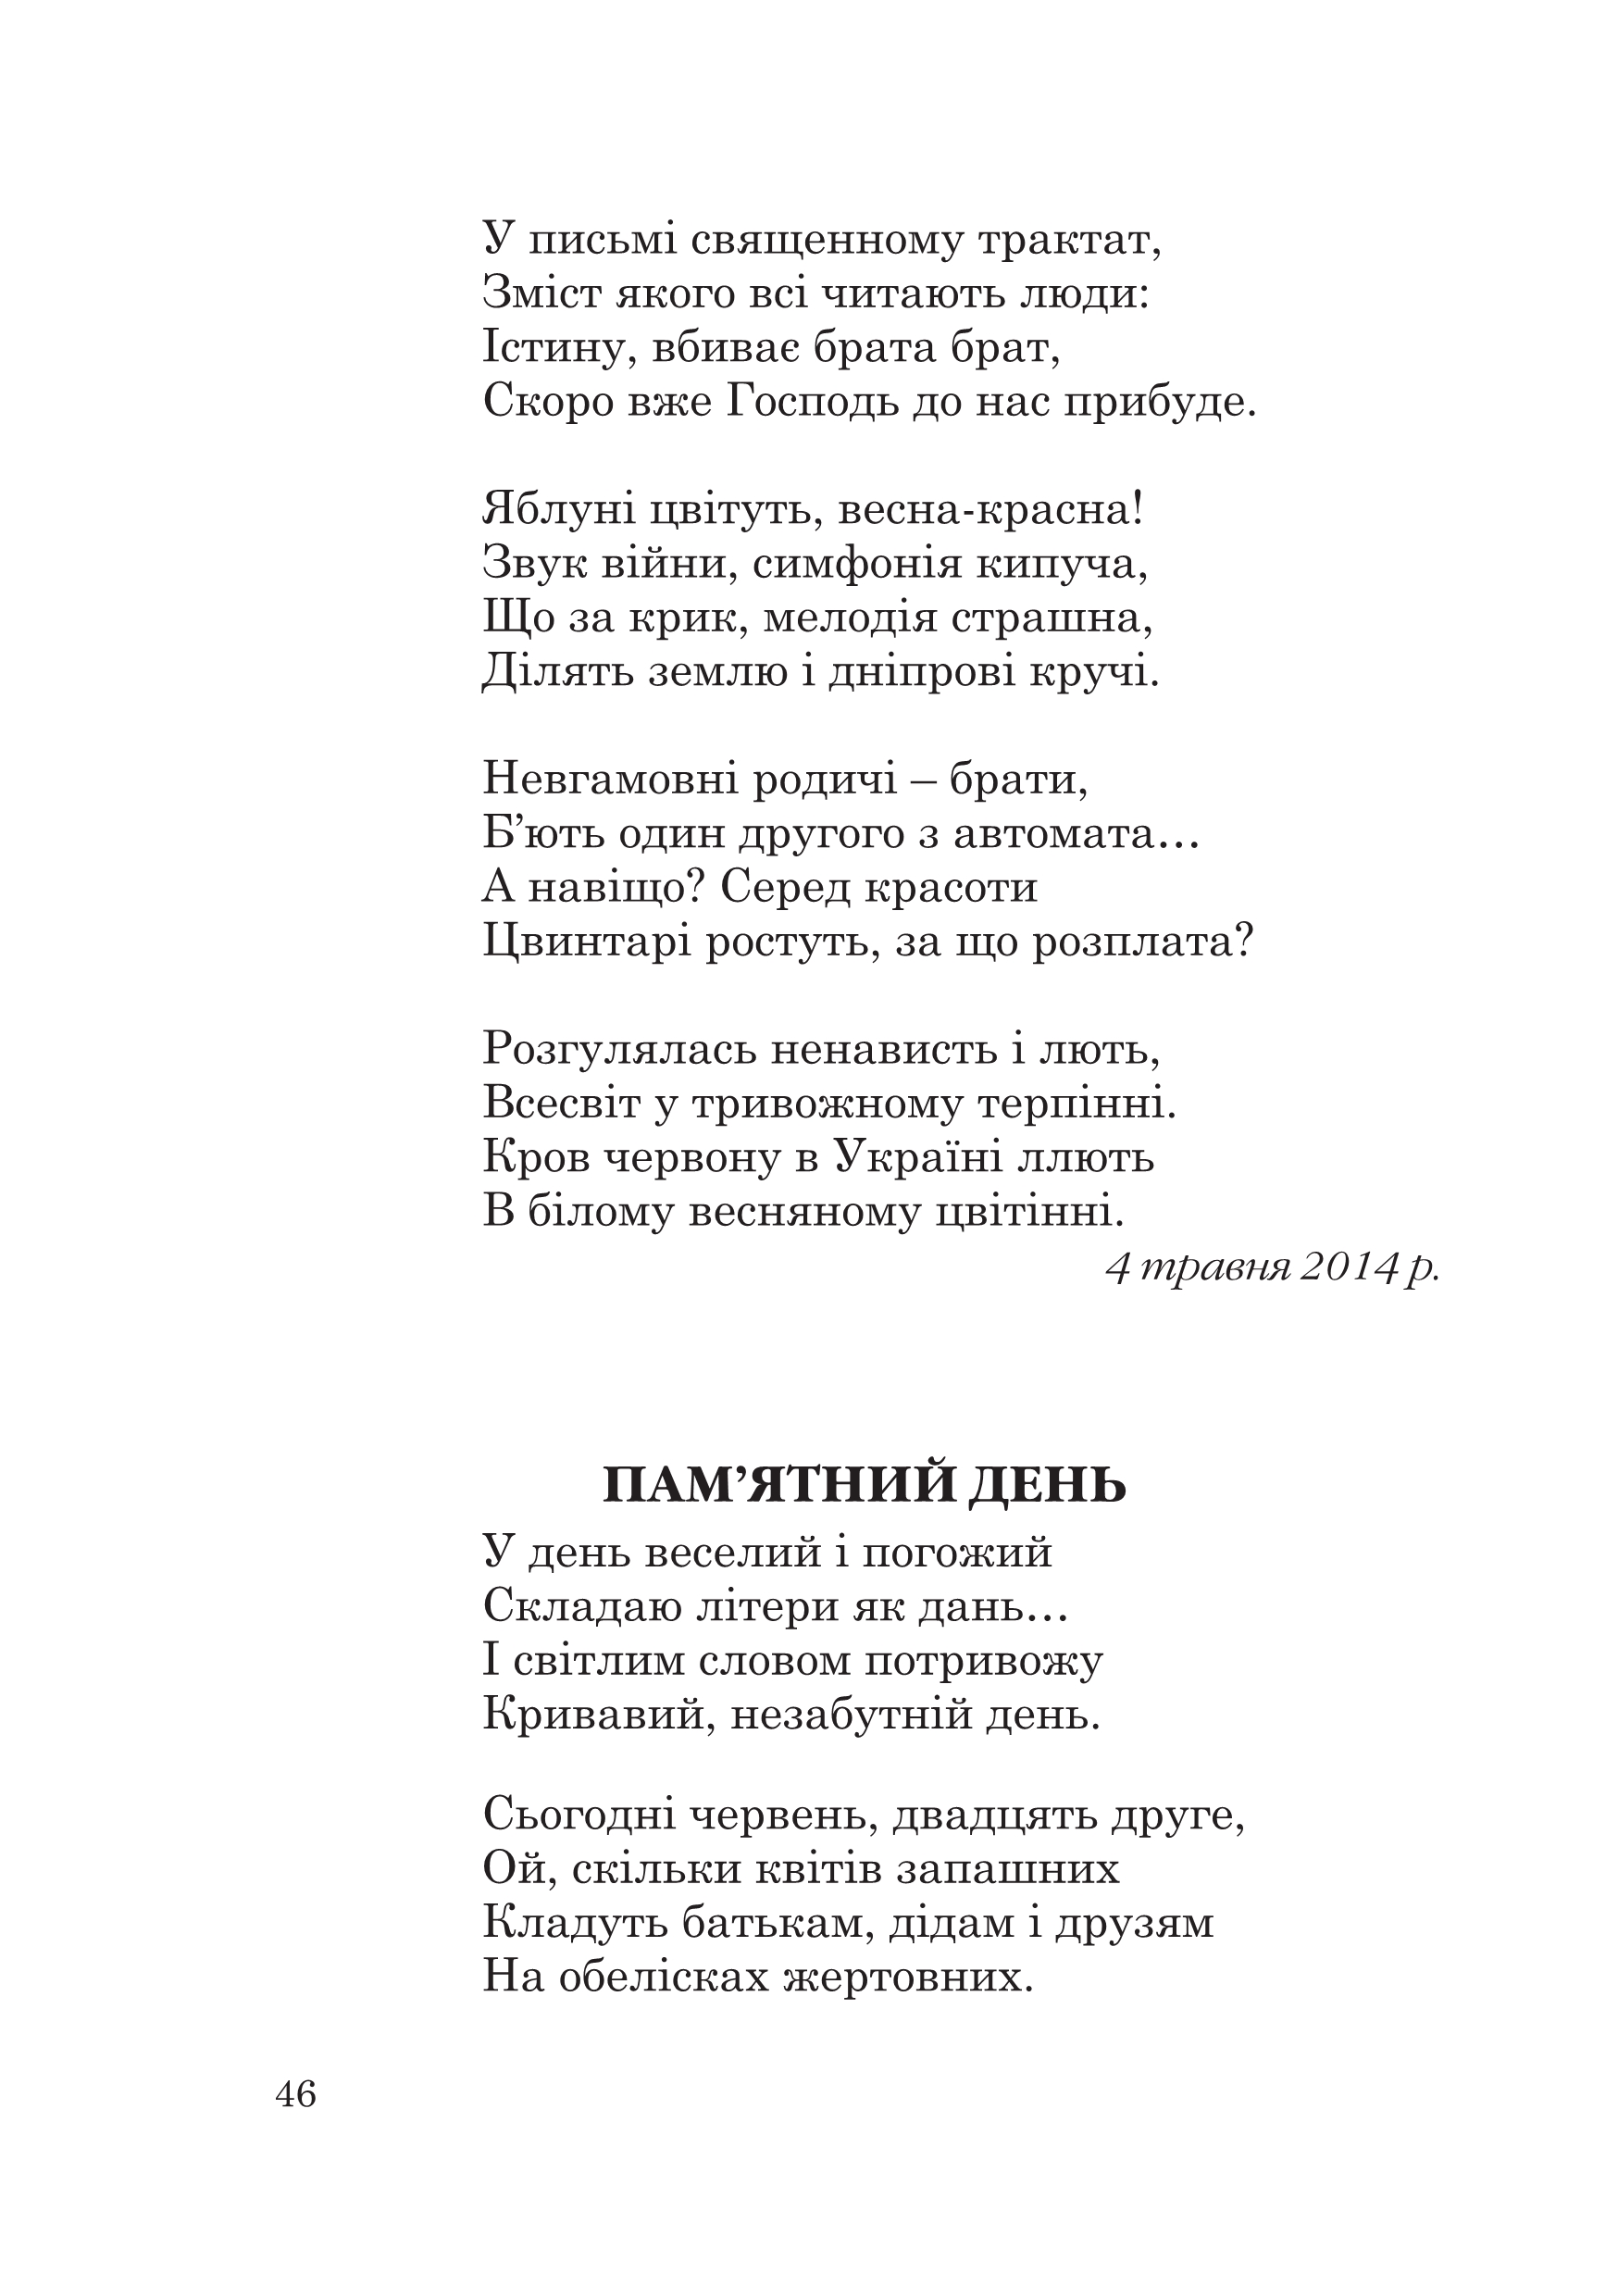 У письмі священному трактат,
Зміст якого всі читають люди:
Істину, вбиває брата брат,
Скоро вже Господь до нас прибуде.

Яблуні цвітуть, весна-красна!
Звук війни, симфонія кипуча,
Що за крик, мелодія страшна,
Ділять землю і дніпрові кручі.

Невгамовні родичі – брати,
Б’ють один другого з автомата...
А навіщо? Серед красоти
Цвинтарі ростуть, за що розплата?

Розгулялась ненависть і лють,
Всесвіт у тривожному терпінні.
Кров червону в Україні ллють
В білому весняному цвітінні.
4 травня 2014 р.

ПАМ’ЯТНИЙ ДЕНЬ
У день веселий і погожий
Складаю літери як дань...
І світлим словом потривожу
Кривавий, незабутній день.

Сьогодні червень, двадцять друге,
Ой, скільки квітів запашних
Кладуть батькам, дідам і друзям
На обелісках жертовних.

46